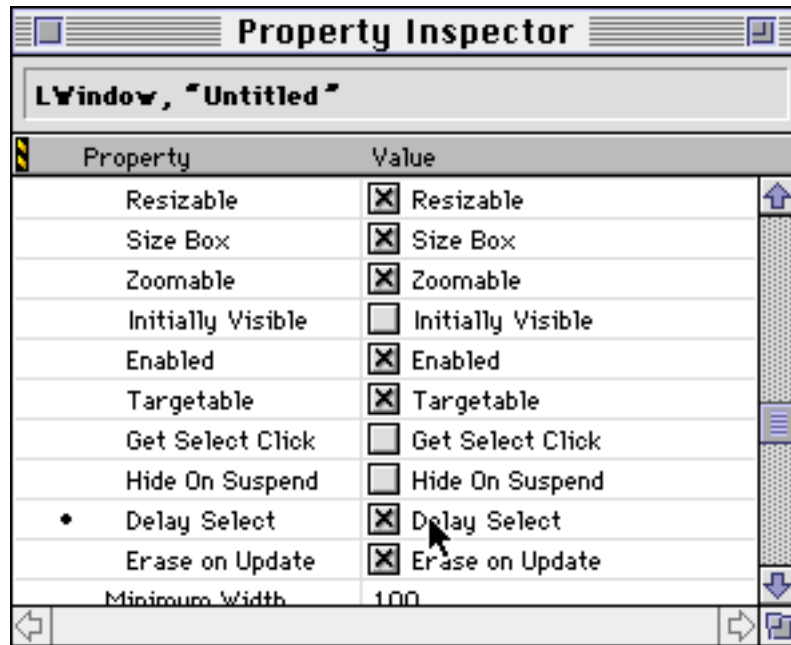 Property Inspector
LWindow, "Untitled"
Property Value
Resizable Resizable
Size Box Size Box
Zoomable Zoomable
Initially Visible Initially Visible
Enabled Enabled
Targetable Targetable
Get Select Click Get Select Click
Hide On Suspend Hide On Suspend
• Delay Select Delay Select
Erase on Update Erase on Update
Minimum Width 100